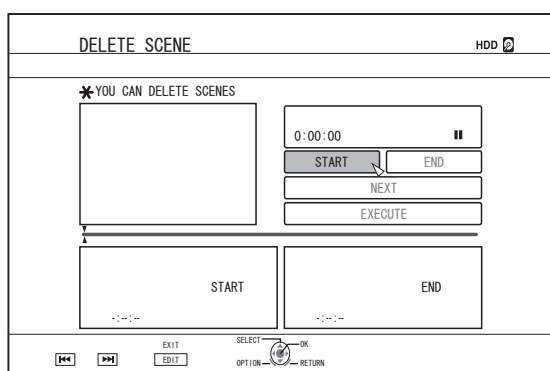 DELETE SCENE HDD
YOU CAN DELETE SCENES
0:00:00
START END
NEXT
EXECUTE
START END
-:--:-- -:--:--
EXIT
EDIT
SELECT OK
OPTION RETURN